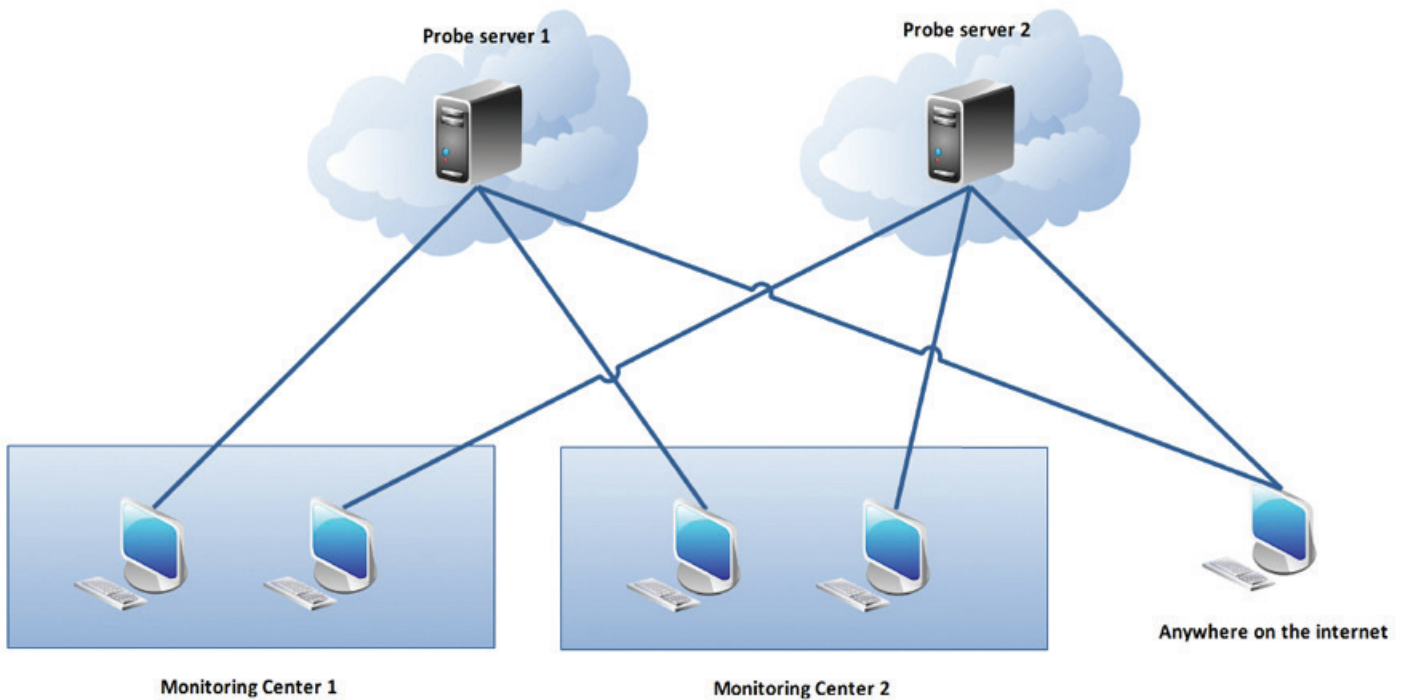 Probe server 1
Probe server 2
Anywhere on the internet
Monitoring Center 1
Monitoring Center 2